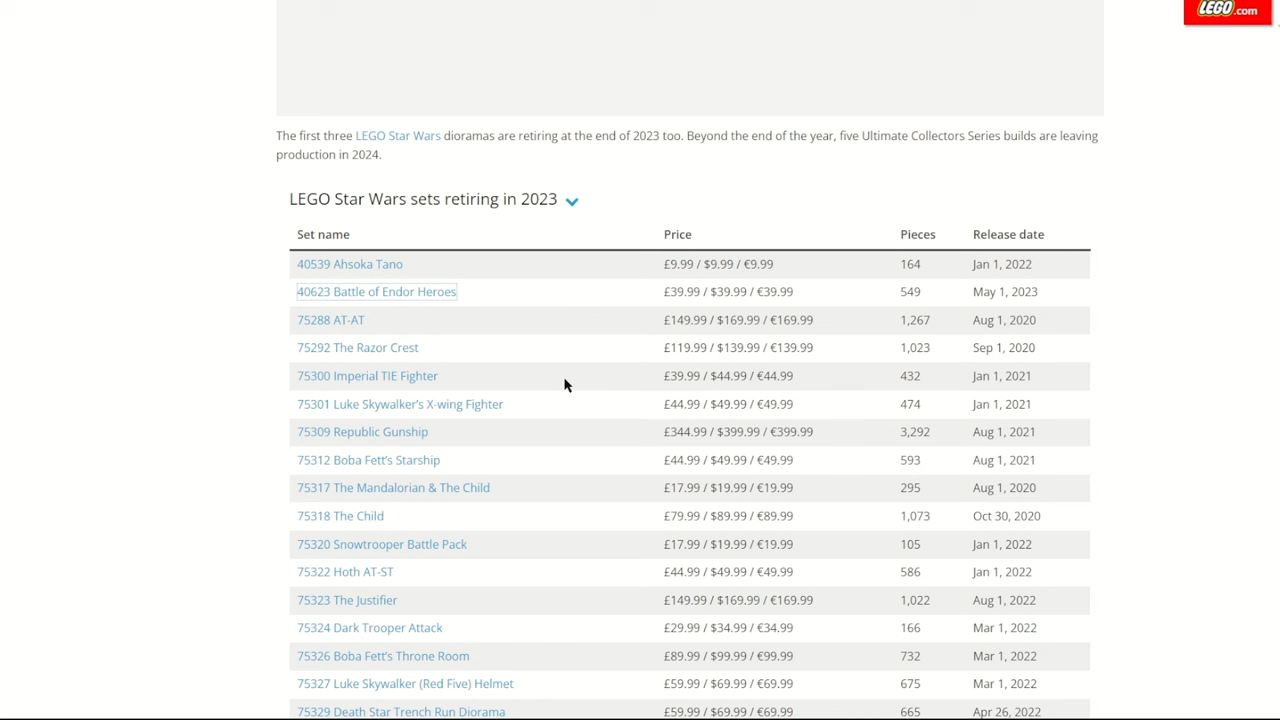 LEGO.com
The first three LEGO Star Wars dioramas are retiring at the end of 2023 too. Beyond the end of the year, five Ultimate Collectors Series builds are leaving
production in 2024.
LEGO Star Wars sets retiring in 2023
Set name Price Pieces Release date
40539 Ahsoka Tano £9.99 / $9.99 / €9.99 164 Jan 1, 2022
40623 Battle of Endor Heroes £39.99 / $39.99 / €39.99 549 May 1, 2023
75288 AT-AT £149.99 / $169.99 / €169.99 1,267 Aug 1, 2020
75292 The Razor Crest £119.99 / $139.99 / €139.99 1,023 Sep 1, 2020
75300 Imperial TIE Fighter £39.99 / $44.99 / €44.99 432 Jan 1, 2021
75301 Luke Skywalker’s X-wing Fighter £44.99 / $49.99 / €49.99 474 Jan 1, 2021
75309 Republic Gunship £344.99 / $399.99 / €399.99 3,292 Aug 1, 2021
75312 Boba Fett’s Starship £44.99 / $49.99 / €49.99 593 Aug 1, 2021
75317 The Mandalorian & The Child £17.99 / $19.99 / €19.99 295 Aug 1, 2020
75318 The Child £79.99 / $89.99 / €89.99 1,073 Oct 30, 2020
75320 Snowtrooper Battle Pack £17.99 / $19.99 / €19.99 105 Jan 1, 2022
75322 Hoth AT-ST £44.99 / $49.99 / €49.99 586 Jan 1, 2022
75323 The Justifier £149.99 / $169.99 / €169.99 1,022 Aug 1, 2022
75324 Dark Trooper Attack £29.99 / $34.99 / €34.99 166 Mar 1, 2022
75326 Boba Fett’s Throne Room £89.99 / $99.99 / €99.99 732 Mar 1, 2022
75327 Luke Skywalker (Red Five) Helmet £59.99 / $69.99 / €69.99 675 Mar 1, 2022
75329 Death Star Trench Run Diorama £59.99 / $69.99 / €69.99 665 Apr 26, 2022